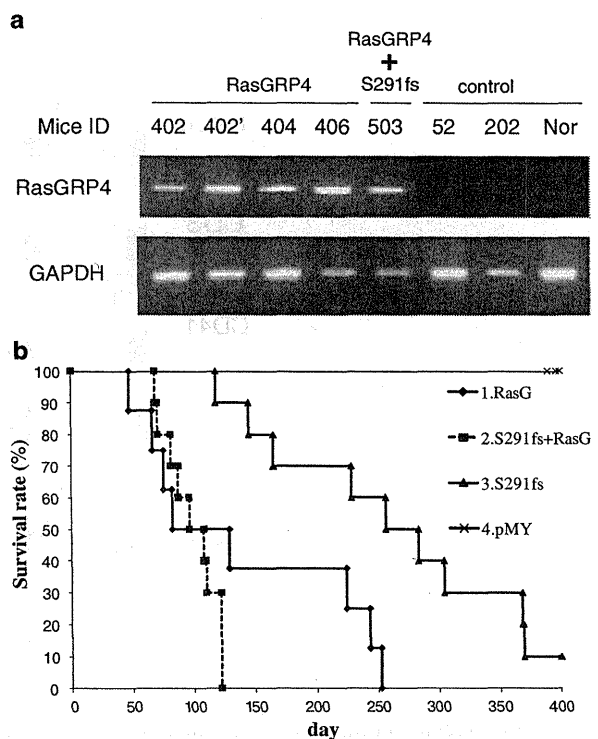 a
RasGRP4
+
RasGRP4 S291fs control
Mice ID 402 402' 404 406 503 52 202 Nor
RasGRP4
GAPDH
b
100
90
80
70
60
50
40
30
20
10
0
Survival rate (%)
1.RasG
2.S291fs+RasG
3.S291fs
4.pMY
0 50 100 150 200 250 300 350 400
day